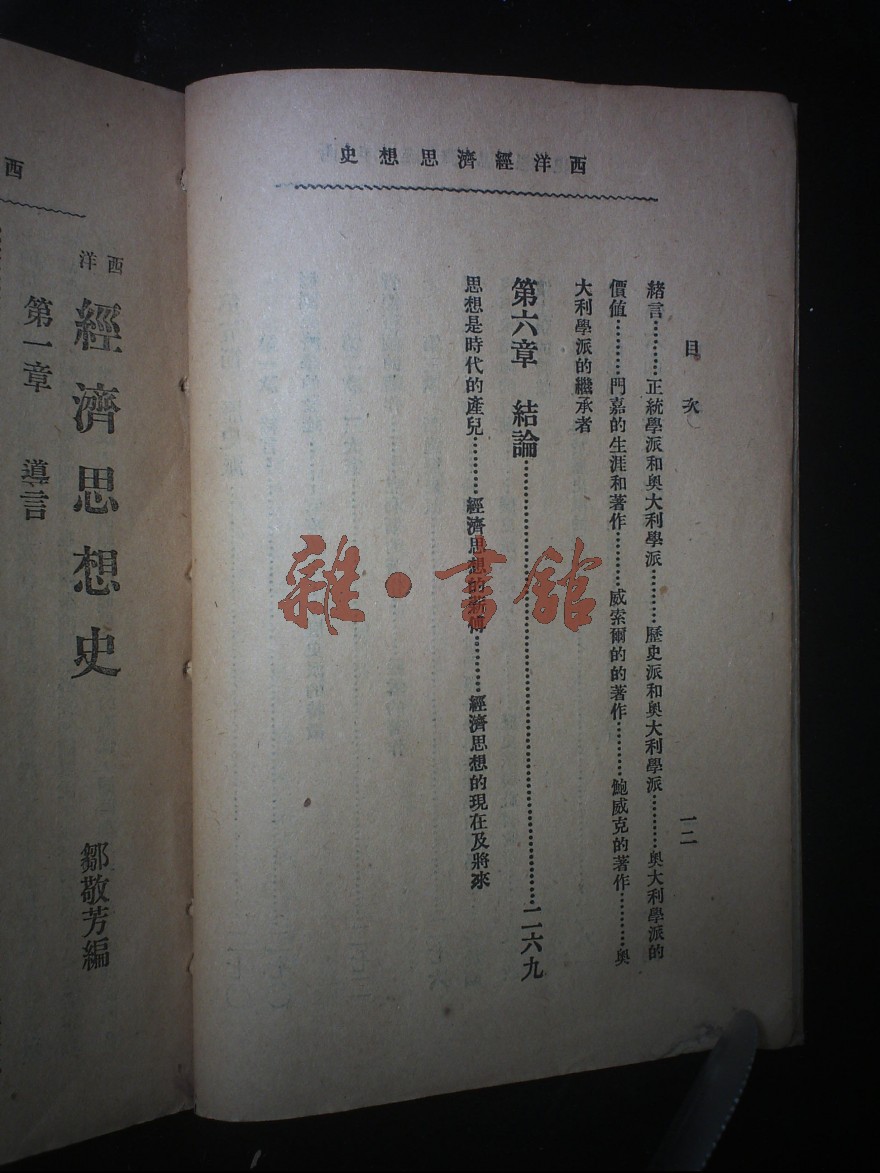 西洋經濟思想史
目次
一二
緒言…………正統學派和奧大利學派…………歷史派和奧大利學派…………奧大利學派的
價值…………門嘉的生涯和著作…………威索爾的的著作…………鮑威克的著作…………奧
大利學派的繼承者
第六章 結論……………………………………二六九
思想是時代的產兒…………經濟思想的新傅…………經濟思想的現在及將來
雜·書館
西
西洋
經濟思想史
鄒敬芳編
第一章 導言